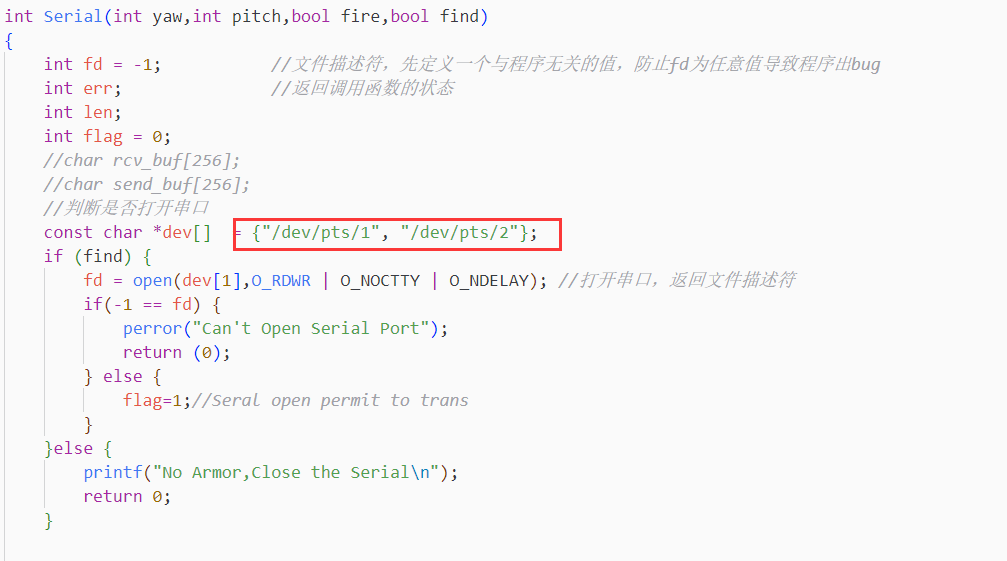 int Serial(int yaw,int pitch,bool fire,bool find)
{
    int fd = -1;           //文件描述符，先定义一个与程序无关的值，防止fd为任意值导致程序出bug
    int err;               //返回调用函数的状态
    int len;
    int flag = 0;
    //char rcv_buf[256];
    //char send_buf[256];
    //判断是否打开串口
    const char *dev[]  = {"/dev/pts/1", "/dev/pts/2"};
    if (find) {
        fd = open(dev[1],O_RDWR | O_NOCTTY | O_NDELAY); //打开串口，返回文件描述符
        if(-1 == fd) {
            perror("Can't Open Serial Port");
            return (0);
        } else {
            flag=1;//Seral open permit to trans
        }
    }else {
        printf("No Armor,Close the Serial\n");
        return 0;
    }